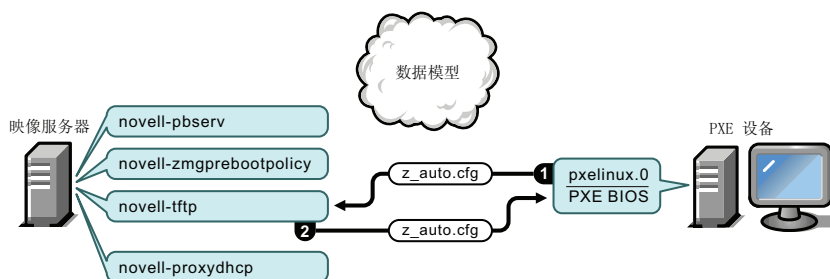 数据模型
映像服务器
novell-pbserv
novell-zmgprebootpolicy
novell-tftp
novell-proxydhcp
z_auto.cfg
1
z_auto.cfg
2
pxelinux.0
PXE BIOS
PXE 设备